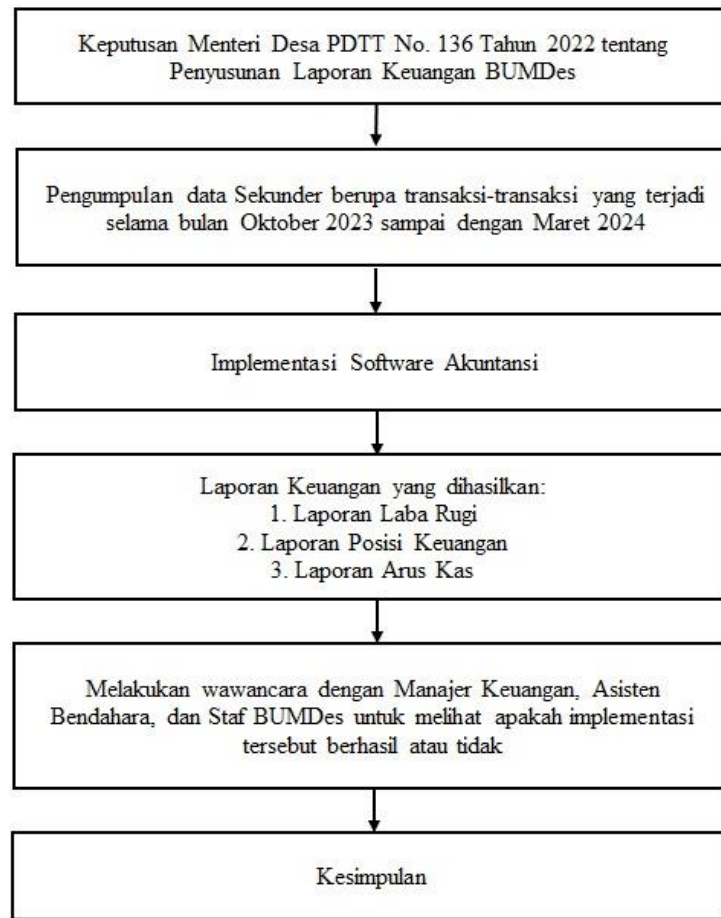 Keputusan Menteri Desa PDTT No. 136 Tahun 2022 tentang
Penyusunan Laporan Keuangan BUMDes
Pengumpulan data Sekunder berupa transaksi-transaksi yang terjadi
selama bulan Oktober 2023 sampai dengan Maret 2024
Implementasi Software Akuntansi
Laporan Keuangan yang dihasilkan:
1. Laporan Laba Rugi
2. Laporan Posisi Keuangan
3. Laporan Arus Kas
Melakukan wawancara dengan Manajer Keuangan, Asisten
Bendahara, dan Staf BUMDes untuk melihat apakah implementasi
tersebut berhasil atau tidak
Kesimpulan